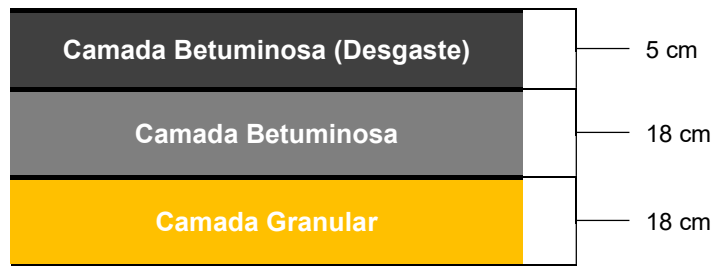 Camada Betuminosa (Desgaste)
5 cm
Camada Betuminosa
18 cm
Camada Granular
18 cm